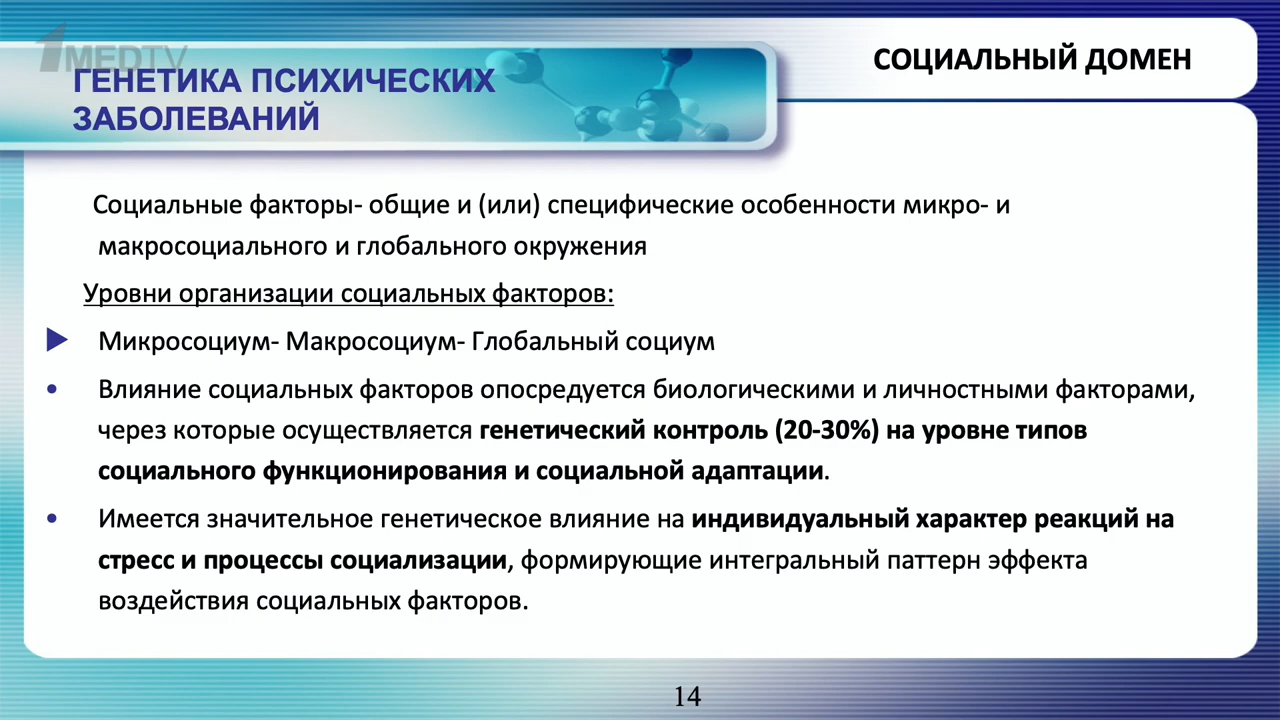 1MEDTV
ГЕНЕТИКА ПСИХИЧЕСКИХ
ЗАБОЛЕВАНИЙ
СОЦИАЛЬНЫЙ ДОМЕН
Социальные факторы- общие и (или) специфические особенности микро- и
макросоциального и глобального окружения
Уровни организации социальных факторов:
Микросоциум- Макросоциум- Глобальный социум
Влияние социальных факторов опосредуется биологическими и личностными факторами,
через которые осуществляется генетический контроль (20-30%) на уровне типов
социального функционирования и социальной адаптации.
Имеется значительное генетическое влияние на индивидуальный характер реакций на
стресс и процессы социализации, формирующие интегральный паттерн эффекта
воздействия социальных факторов.
14